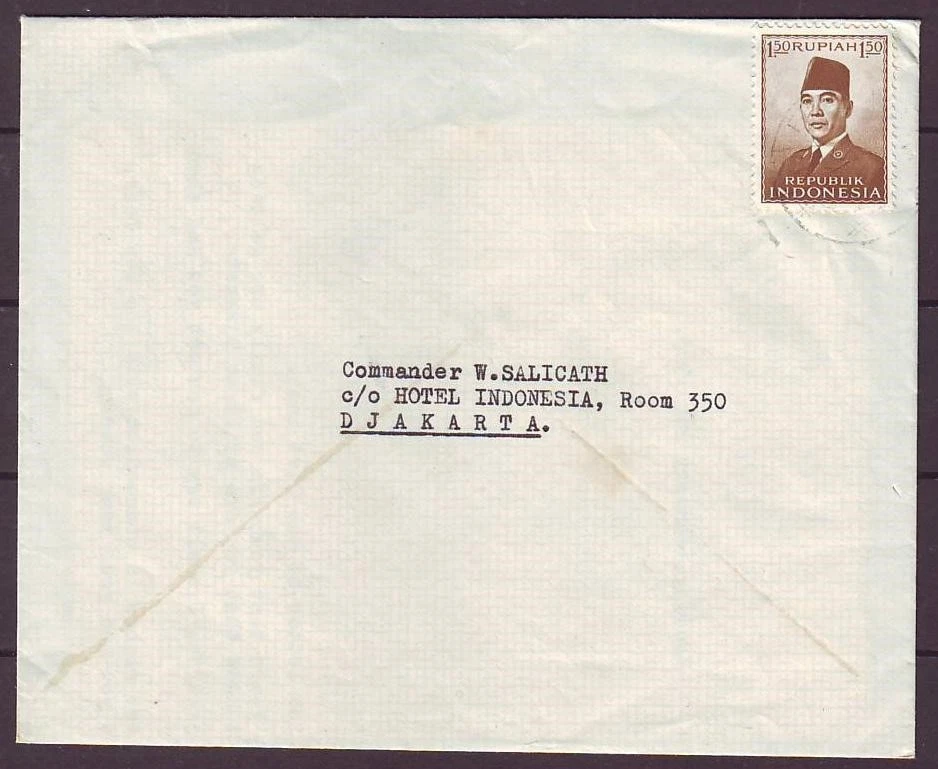 1.50 RUPIAH 1.50
REPUBLIK
INDONESIA
Commander W.SALICATH
c/o HOTEL INDONESIA, Room 350
D J A K A R T A.